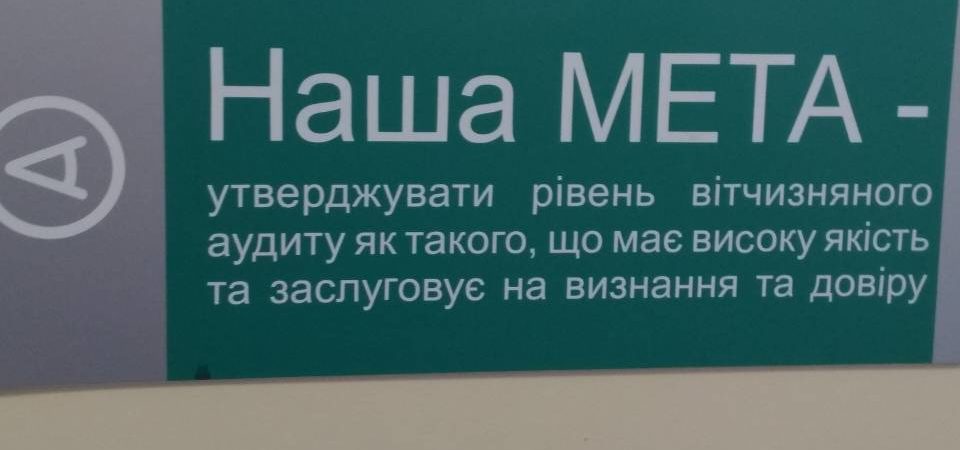 Наша МЕТА -
утверджувати рівень вітчизняного
аудиту як такого, що має високу якість
та заслуговує на визнання та довіру